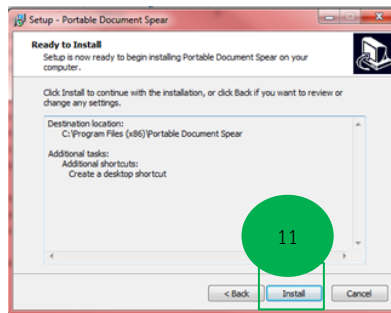 Setup - Portable Document Spear
Ready to Install
Setup is now ready to begin installing Portable Document Spear on your
computer.
Click Install to continue with the installation, or click Back if you want to review or
change any settings.
Destination location:
C:\Program Files (x86)\Portable Document Spear
Additional tasks:
Additional shortcuts:
Create a desktop shortcut
11
< Back
Install
Cancel